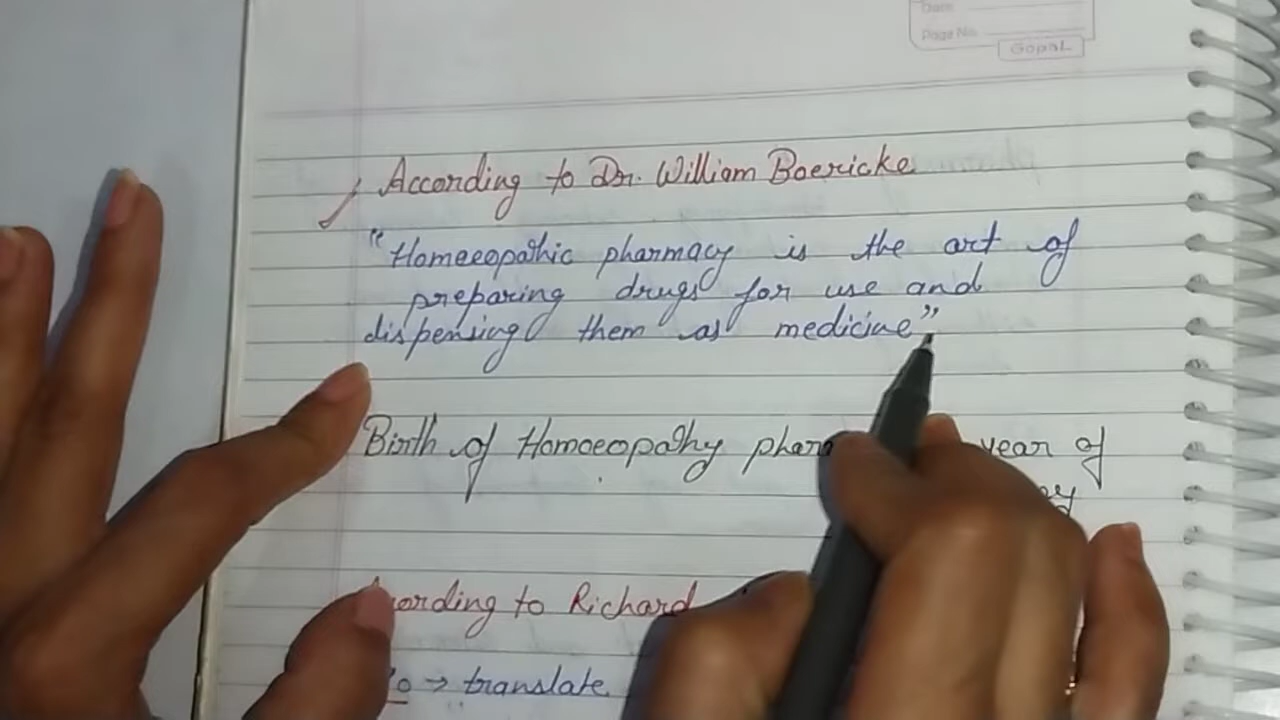 Date
Page No.
Gopal
According to Dr. William Boericke
"Homoeopathic pharmacy is the art of
preparing drugs for use and
dispensing them as medicine"
Birth of Homoeopathy year of
According to Richard
→ translate